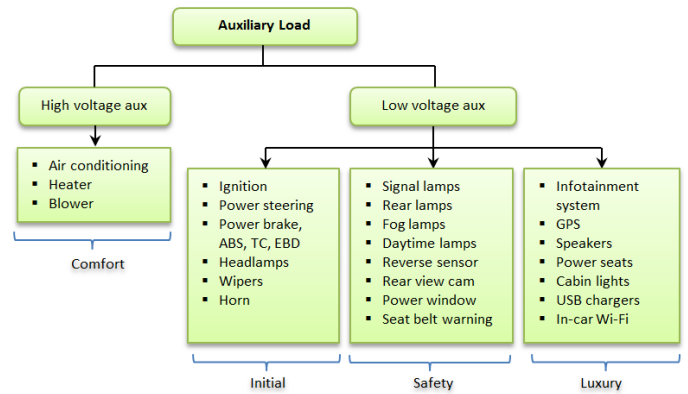 Auxiliary Load
High voltage aux
Low voltage aux
▪ Air conditioning
▪ Heater
▪ Blower
Comfort
▪ Ignition
▪ Power steering
▪ Power brake,
ABS, TC, EBD
▪ Headlamps
▪ Wipers
▪ Horn
Initial
▪ Signal lamps
▪ Rear lamps
▪ Fog lamps
▪ Daytime lamps
▪ Reverse sensor
▪ Rear view cam
▪ Power window
▪ Seat belt warning
Safety
▪ Infotainment
system
▪ GPS
▪ Speakers
▪ Power seats
▪ Cabin lights
▪ USB chargers
▪ In-car Wi-Fi
Luxury